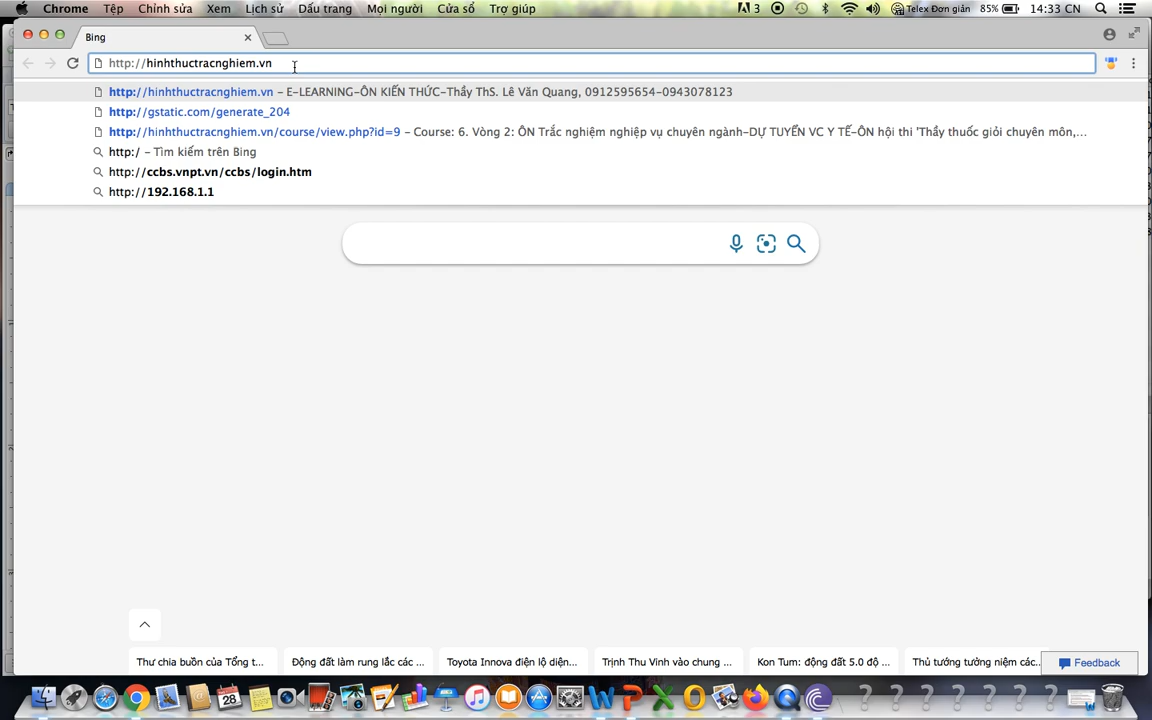 Chrome Tệp Chỉnh sửa Xem Lịch sử Dấu trang Mọi người Cửa sổ Trợ giúp 3 Telex Đơn giản 85% 14:33 CN
Bing
http://hinhthuctracnghiem.vn
http://hinhthuctracnghiem.vn – E-LEARNING-ÔN KIẾN THỨC-Thầy ThS. Lê Văn Quang, 0912595654-0943078123
http://gstatic.com/generate_204
http://hinhthuctracnghiem.vn/course/view.php?id=9 – Course: 6. Vòng 2: ÔN Trắc nghiệm nghiệp vụ chuyên ngành-DỰ TUYỂN VC Y TẾ-ÔN hội thi 'Thầy thuốc giỏi chuyên môn,...
http:/ – Tìm kiếm trên Bing
http://ccbs.vnpt.vn/ccbs/login.htm
http://192.168.1.1
Thư chia buồn của Tổng t... Động đất làm rung lắc các ... Toyota Innova điện lộ diện... Trịnh Thu Vinh vào chung ... Kon Tum: động đất 5.0 độ ... Thủ tướng tưởng niệm các... Feedback
28